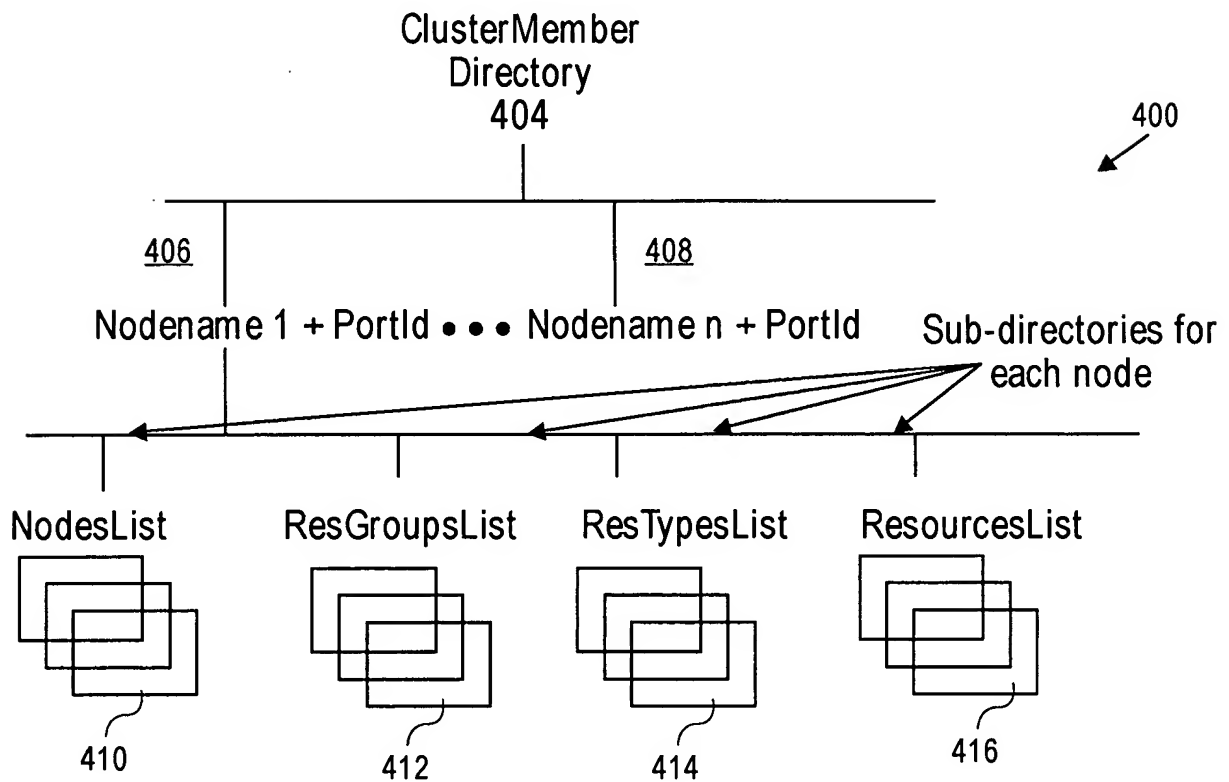 ClusterMember
Directory
404
400
406
408
Nodename 1 + PortId ● ● ● Nodename n + PortId
Sub-directories for
each node
NodesList
ResGroupsList
ResTypesList
ResourcesList
410
412
414
416